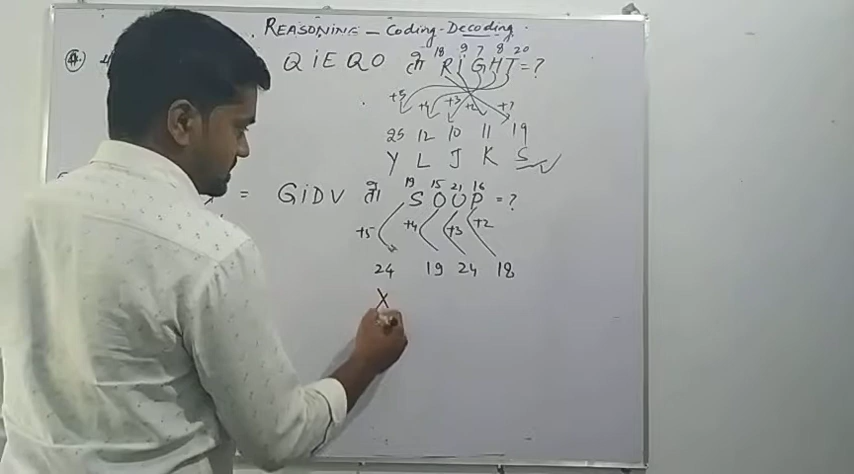 REASONING – Coding-Decoding
18 9 7 8 20
QiEQO तो RiGHT = ?
+5 +4 +3 +2 +1
25 12 10 11 19
Y L J K S
19 15 21 16
= GiDV तो SOUP = ?
+5 +4 +3 +2
24 19 24 18
X